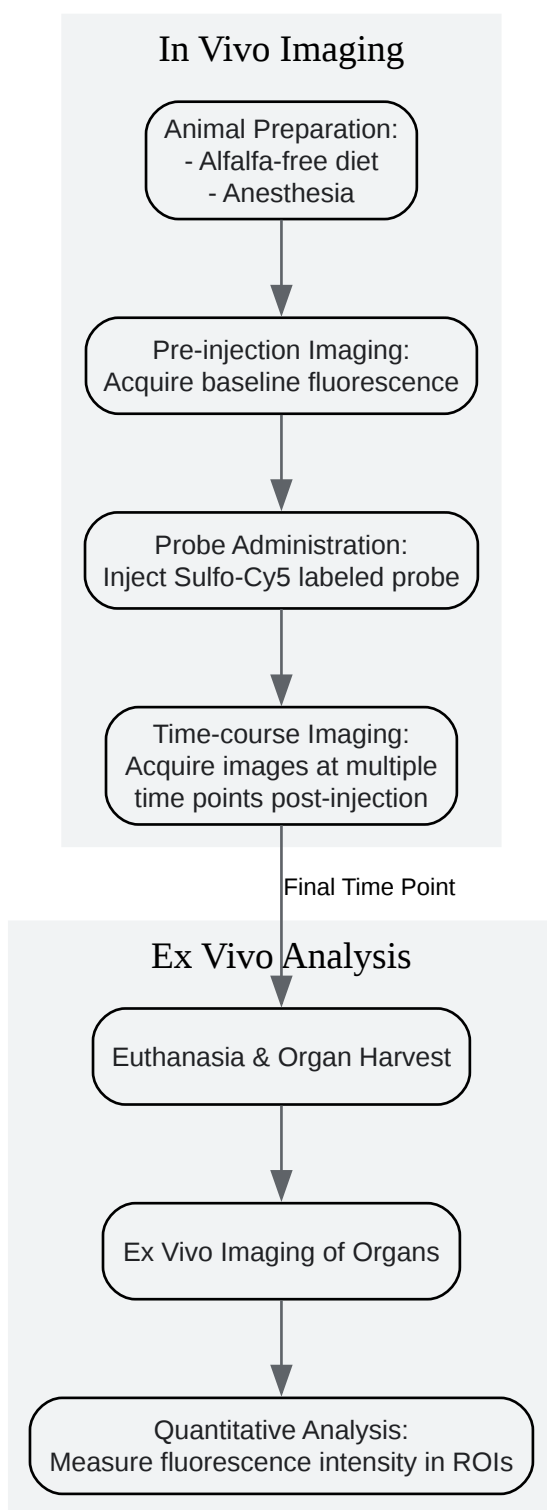 In Vivo Imaging
Animal Preparation:
- Alfalfa-free diet
- Anesthesia
Pre-injection Imaging:
Acquire baseline fluorescence
Probe Administration:
Inject Sulfo-Cy5 labeled probe
Time-course Imaging:
Acquire images at multiple
time points post-injection
Final Time Point
Ex Vivo Analysis
Euthanasia & Organ Harvest
Ex Vivo Imaging of Organs
Quantitative Analysis:
Measure fluorescence intensity in ROIs